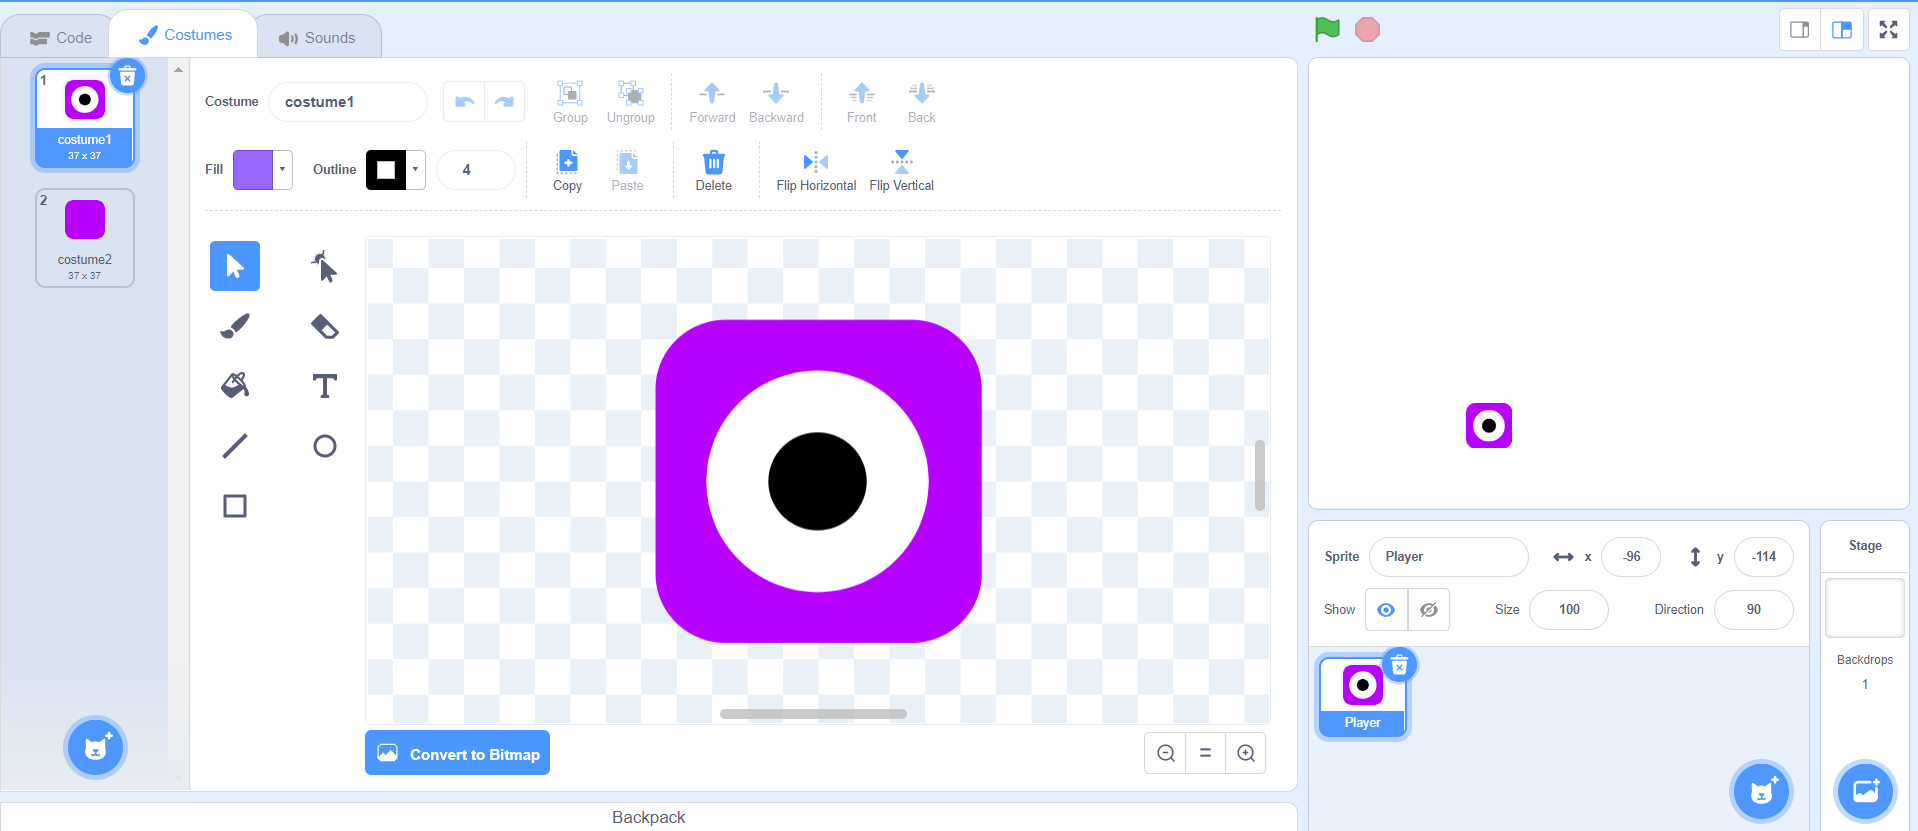 Code
Costumes
Sounds
1
costume1
37 x 37
2
costume2
37 x 37
Costume
costume1
Group
Ungroup
Forward
Backward
Front
Back
Fill
Outline
4
Copy
Paste
Delete
Flip Horizontal
Flip Vertical
T
Convert to Bitmap
=
Backpack
Sprite
Player
x
-96
y
-114
Show
Size
100
Direction
90
Player
Stage
Backdrops
1